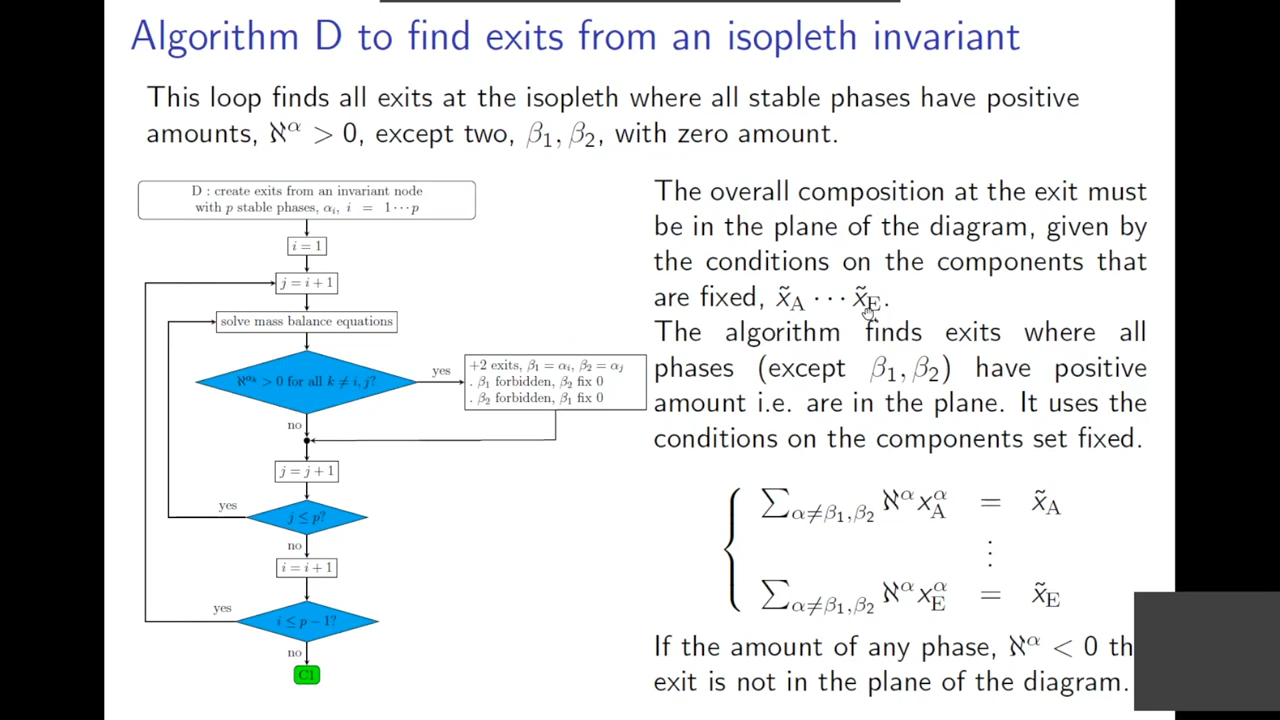 Algorithm D to find exits from an isopleth invariant
This loop finds all exits at the isopleth where all stable phases have positive
amounts, ℵ^α > 0, except two, β₁, β₂, with zero amount.
D : create exits from an invariant node
with p stable phases, αᵢ, i = 1 ⋯ p
i = 1
j = i + 1
solve mass balance equations
ℵ^αₖ > 0 for all k ≠ i, j?
yes
+2 exits, β₁ = αᵢ, β₂ = αⱼ
. β₁ forbidden, β₂ fix 0
. β₂ forbidden, β₁ fix 0
no
j = j + 1
yes
j ≤ p?
no
i = i + 1
yes
i ≤ p − 1?
no
C1
The overall composition at the exit must
be in the plane of the diagram, given by
the conditions on the components that
are fixed, x̃_A ⋯ x̃_E.
The algorithm finds exits where all
phases (except β₁, β₂) have positive
amount i.e. are in the plane. It uses the
conditions on the components set fixed.
{ ∑_α≠β₁,β₂ ℵ^α x_A^α = x̃_A
⋮
∑_α≠β₁,β₂ ℵ^α x_E^α = x̃_E
If the amount of any phase, ℵ^α < 0 th
exit is not in the plane of the diagram.